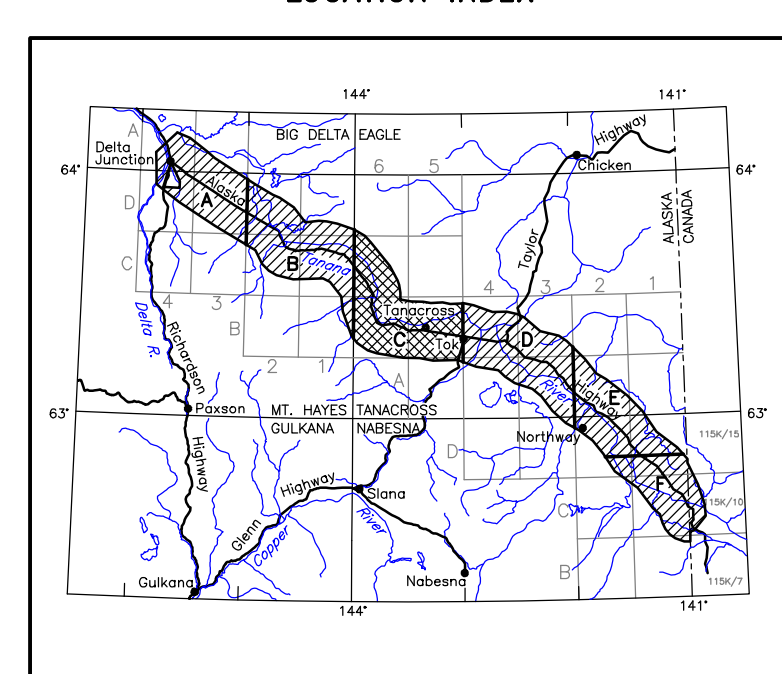 144°
141°
A
BIG DELTA
EAGLE
Highway
Delta
Junction
64°
6
5
Chicken
64°
Alaska
D
A
ALASKA
CANADA
Taylor
C
B
Tanana
4
3
4
3
2
1
Delta R.
Tanacross
B
C
Tok
D
Richardson
2
1
A
River
Highway
E
63°
Paxson
MT. HAYES
TANACROSS
63°
GULKANA
NABESNA
Northway
115K/15
Highway
D
F
Highway
Slana
115K/10
Glenn
Copper
River
C
Gulkana
Nabesna
B
115K/7
144°
141°